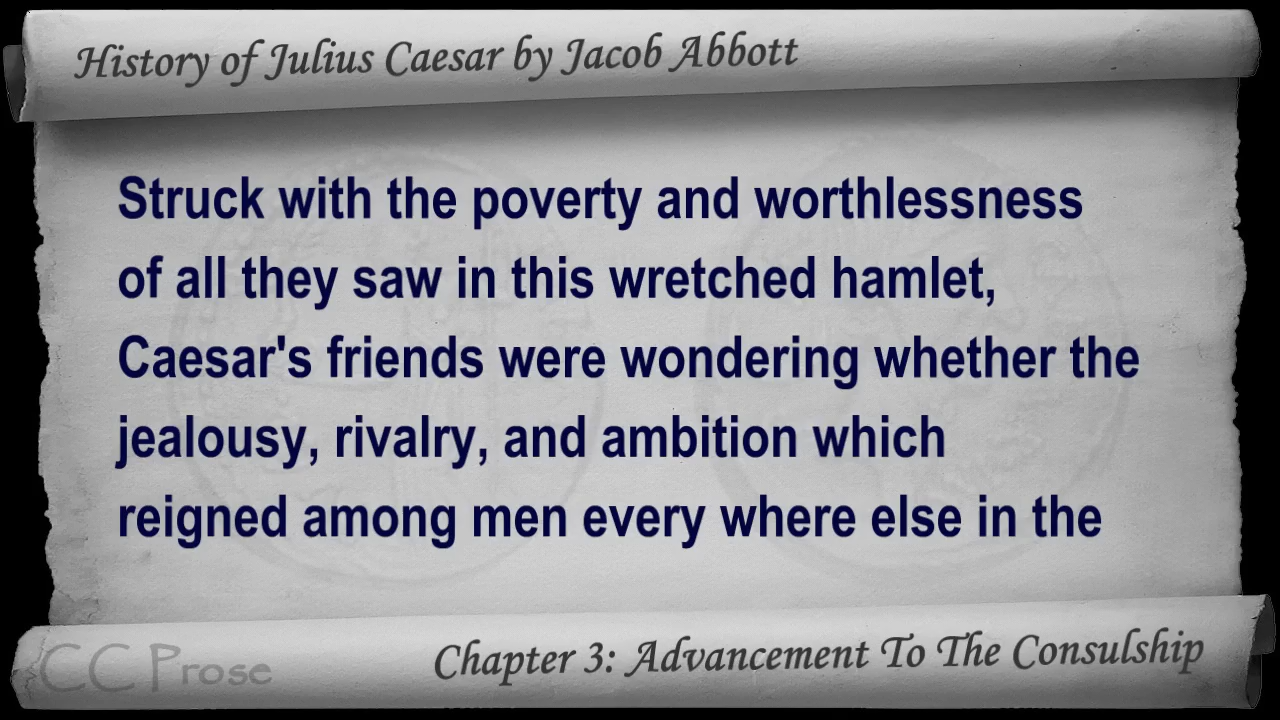 History of Julius Caesar by Jacob Abbott
Struck with the poverty and worthlessness
of all they saw in this wretched hamlet,
Caesar's friends were wondering whether the
jealousy, rivalry, and ambition which
reigned among men every where else in the
CC Prose
Chapter 3: Advancement To The Consulship